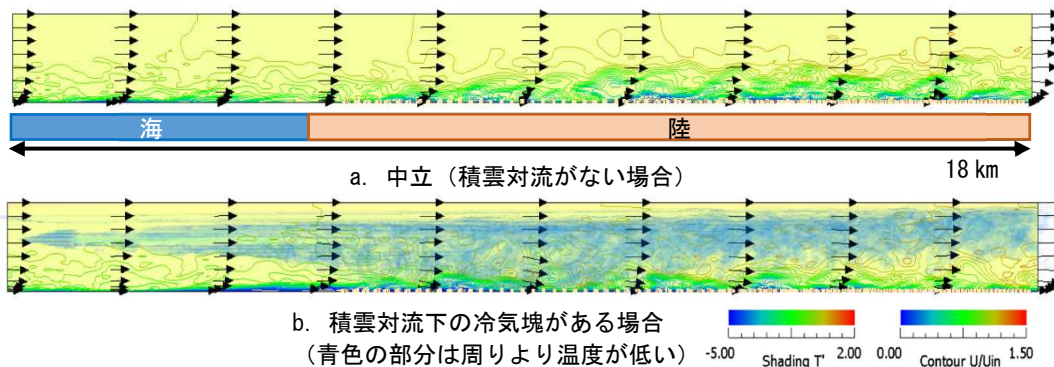 海 陸
18 km
a. 中立（積雲対流がない場合）
b. 積雲対流下の冷気塊がある場合
（青色の部分は周りより温度が低い）
-5.00 Shading T' 2.00
0.00 Contour U/Uin 1.50